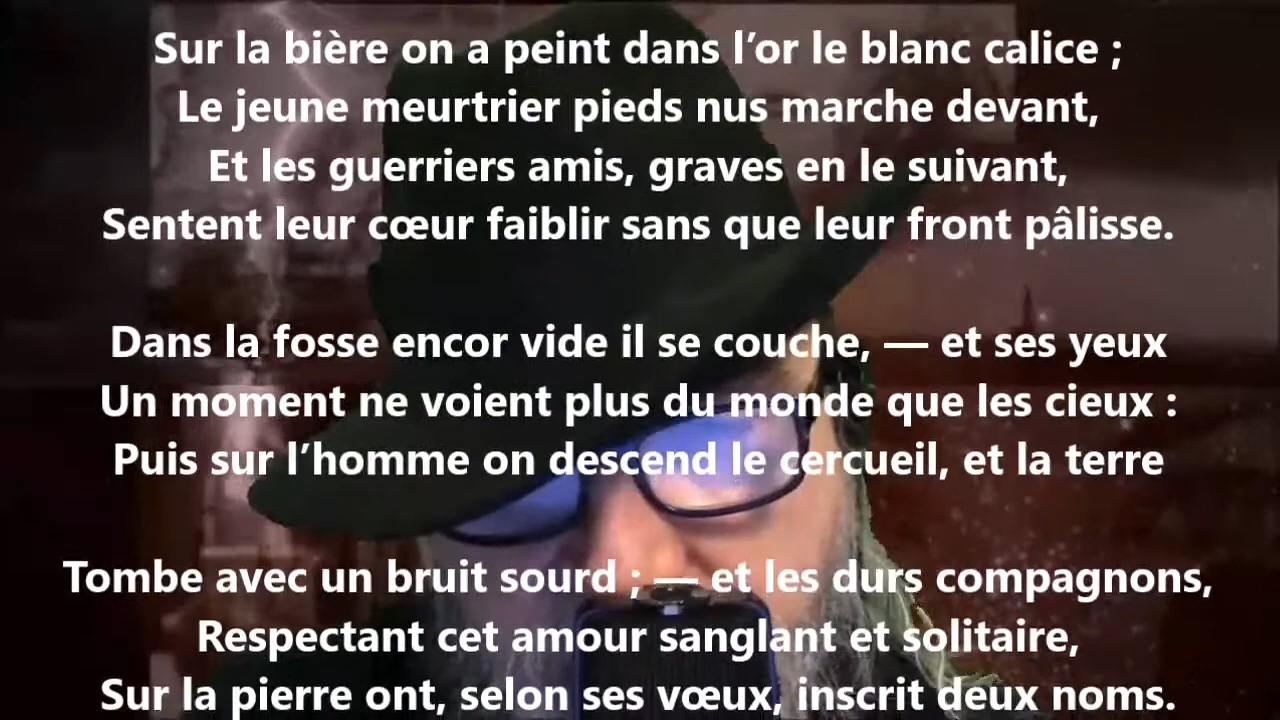 Sur la bière on a peint dans l’or le blanc calice ;
Le jeune meurtrier pieds nus marche devant,
Et les guerriers amis, graves en le suivant,
Sentent leur cœur faiblir sans que leur front pâlisse.
Dans la fosse encor vide il se couche, — et ses yeux
Un moment ne voient plus du monde que les cieux :
Puis sur l’homme on descend le cercueil, et la terre
Tombe avec un bruit sourd ; — et les durs compagnons,
Respectant cet amour sanglant et solitaire,
Sur la pierre ont, selon ses vœux, inscrit deux noms.